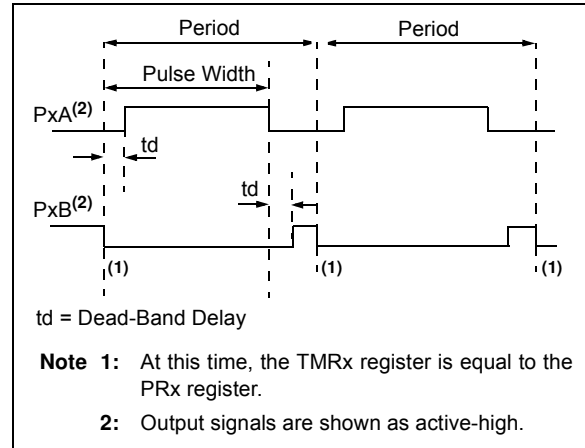 Period Period
Pulse Width
PxA(2)
td
td
PxB(2)
(1) (1) (1)
td = Dead-Band Delay
Note 1: At this time, the TMRx register is equal to the
PRx register.
2: Output signals are shown as active-high.